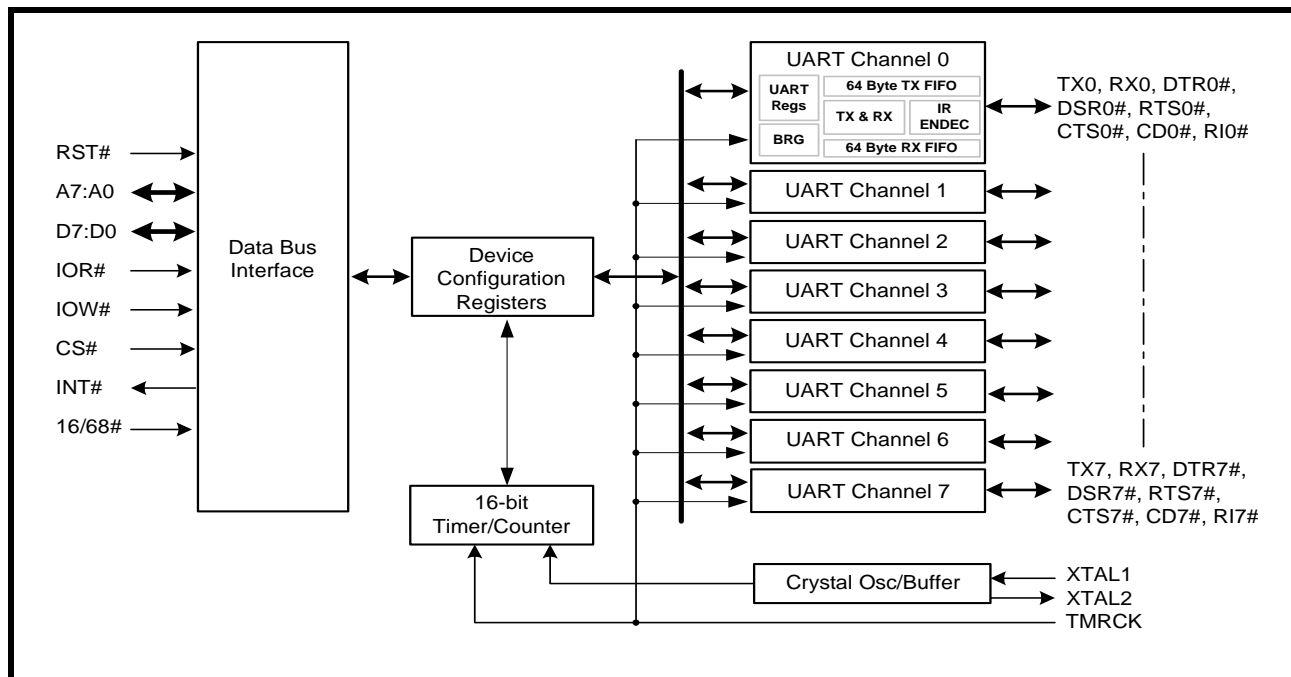 RST#
A7:A0
D7:D0
IOR#
IOW#
CS#
INT#
16/68#
Data Bus
Interface
Device
Configuration
Registers
16-bit
Timer/Counter
UART Channel 0
UART
Regs
BRG
64 Byte TX FIFO
TX & RX
IR
ENDEC
64 Byte RX FIFO
UART Channel 1
UART Channel 2
UART Channel 3
UART Channel 4
UART Channel 5
UART Channel 6
UART Channel 7
Crystal Osc/Buffer
TX0, RX0, DTR0#,
DSR0#, RTS0#,
CTS0#, CD0#, RI0#
TX7, RX7, DTR7#,
DSR7#, RTS7#,
CTS7#, CD7#, RI7#
XTAL1
XTAL2
TMRCK